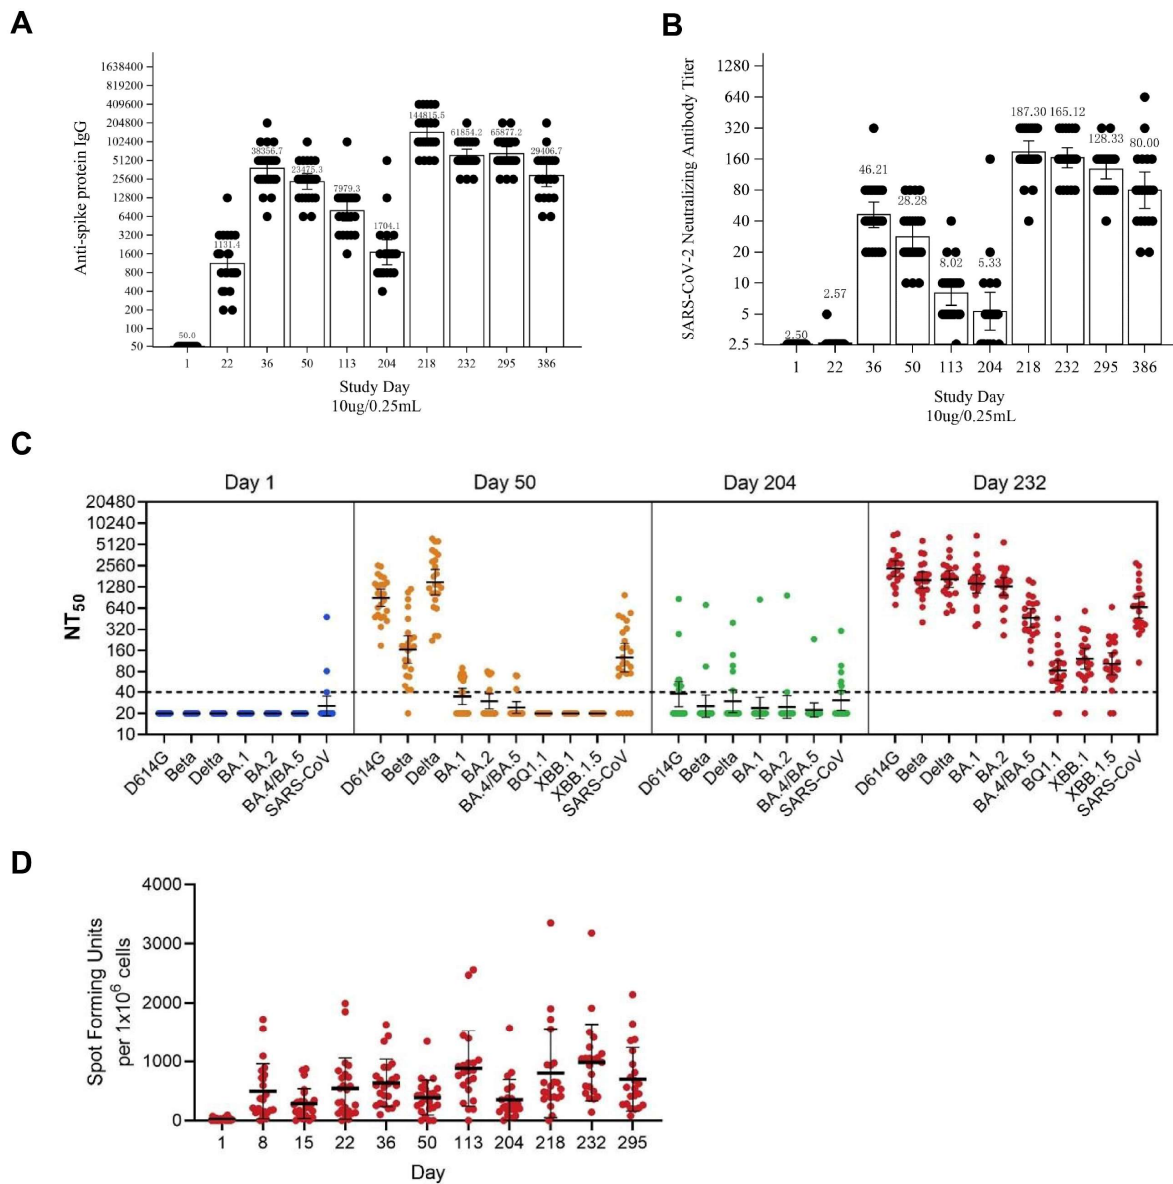 A
Anti-spike protein IgG
1638400
819200
409600
204800
102400
51200
25600
12800
6400
3200
1600
800
400
200
100
50
50.0
1131.4
38356.7
23475.3
7979.3
1704.1
144815.5
61854.2
65877.2
29406.7
1 22 36 50 113 204 218 232 295 386
Study Day
10ug/0.25mL
B
SARS-CoV-2 Neutralizing Antibody Titer
1280
640
320
160
80
40
20
10
5
2.5
2.50
2.57
46.21
28.28
8.02
5.33
187.30
165.12
128.33
80.00
1 22 36 50 113 204 218 232 295 386
Study Day
10ug/0.25mL
C
Day 1 Day 50 Day 204 Day 232
NT50
20480
10240
5120
2560
1280
640
320
160
80
40
20
10
D614G Beta Delta BA.1 BA.2 BA.4/BA.5 SARS-CoV
D614G Beta Delta BA.1 BA.2 BA.4/BA.5 BQ1.1 XBB.1 XBB.1.5 SARS-CoV
D614G Beta Delta BA.1 BA.2 BA.4/BA.5 SARS-CoV
D614G Beta Delta BA.1 BA.2 BA.4/BA.5 BQ1.1 XBB.1 XBB.1.5 SARS-CoV
D
Spot Forming Units
per 1x10⁶ cells
4000
3000
2000
1000
0
1 8 15 22 36 50 113 204 218 232 295
Day